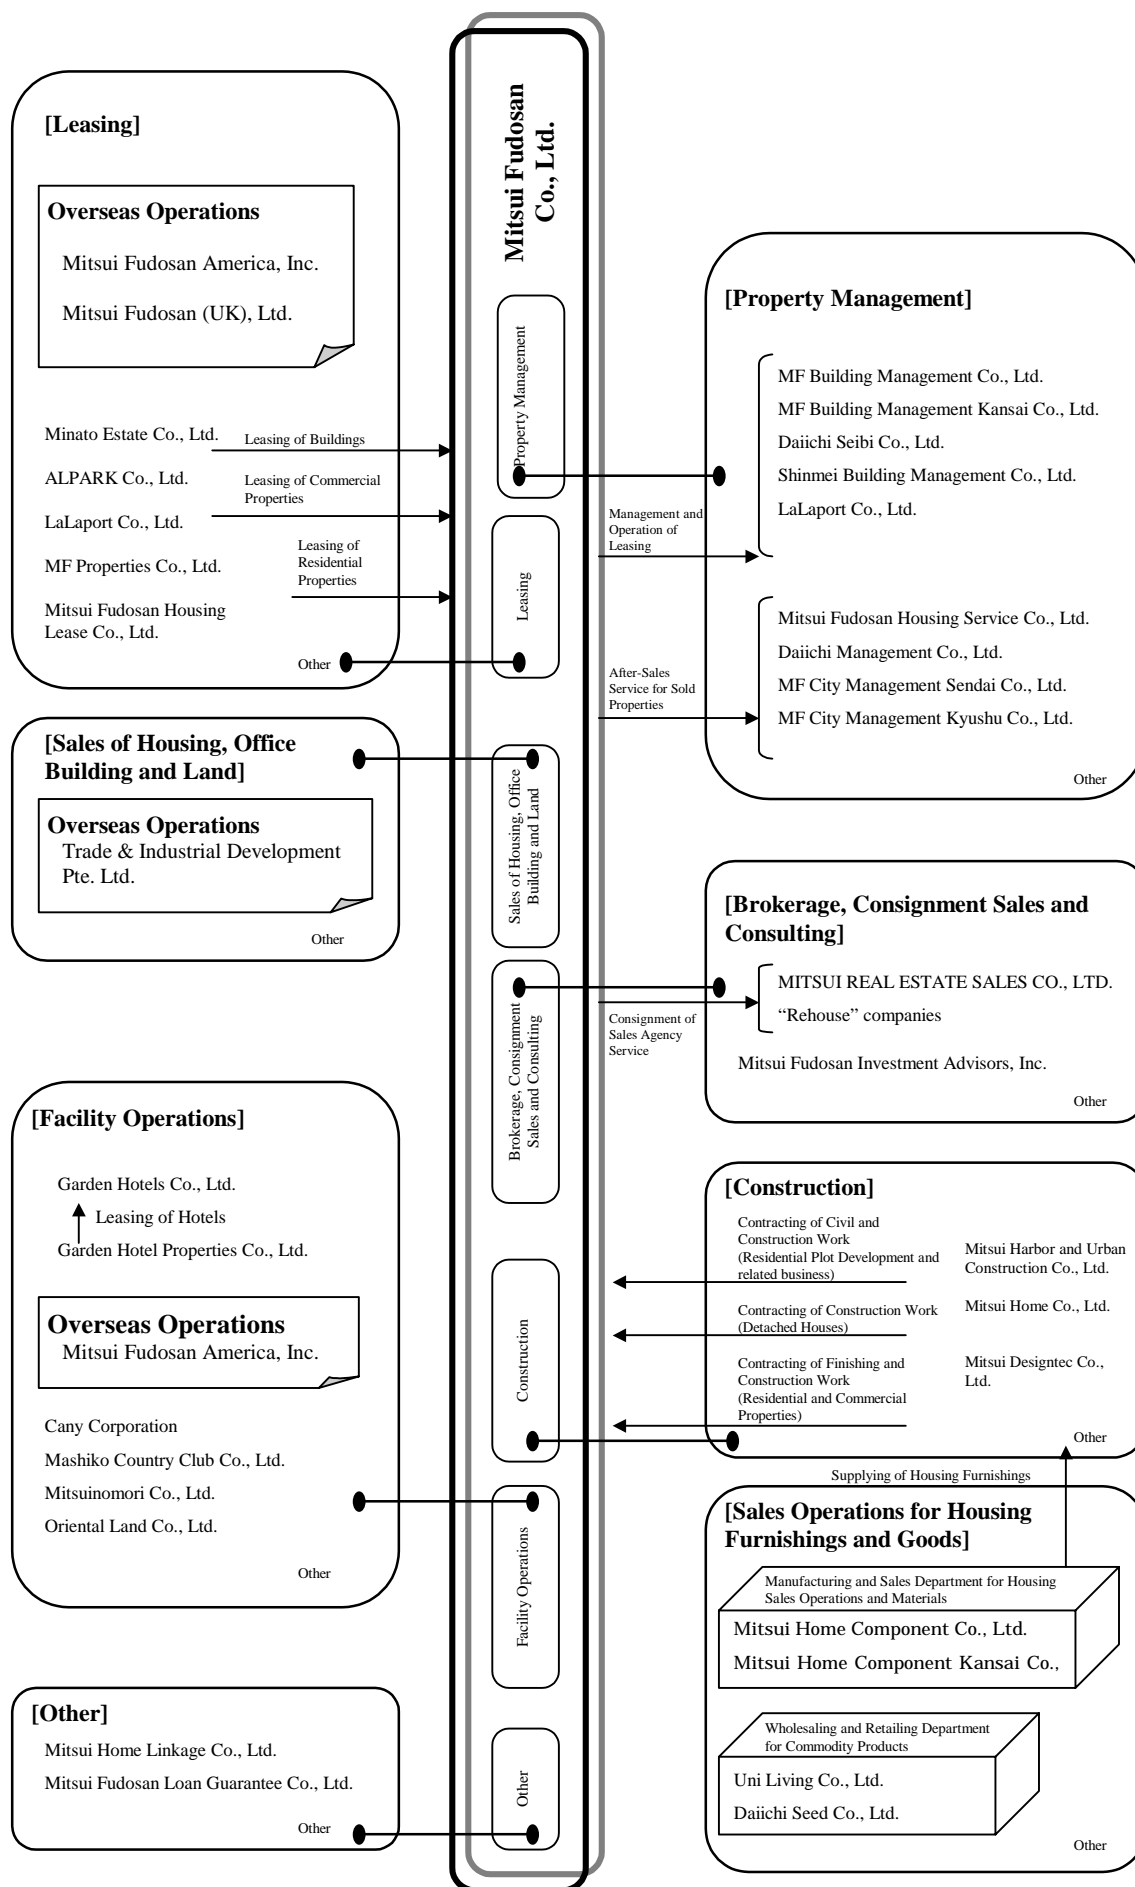 [Leasing]
Overseas Operations
Mitsui Fudosan America, Inc.
Mitsui Fudosan (UK), Ltd.
Minato Estate Co., Ltd.
Leasing of Buildings
ALPARK Co., Ltd.
Leasing of Commercial
Properties
LaLaport Co., Ltd.
MF Properties Co., Ltd.
Leasing of
Residential
Properties
Mitsui Fudosan Housing
Lease Co., Ltd.
Other
[Sales of Housing, Office
Building and Land]
Overseas Operations
Trade & Industrial Development
Pte. Ltd.
Other
[Facility Operations]
Garden Hotels Co., Ltd.
Leasing of Hotels
Garden Hotel Properties Co., Ltd.
Overseas Operations
Mitsui Fudosan America, Inc.
Cany Corporation
Mashiko Country Club Co., Ltd.
Mitsuinomori Co., Ltd.
Oriental Land Co., Ltd.
Other
[Other]
Mitsui Home Linkage Co., Ltd.
Mitsui Fudosan Loan Guarantee Co., Ltd.
Other
Mitsui Fudosan
Co., Ltd.
Property Management
Leasing
Sales of Housing, Office
Building and Land
Brokerage, Consignment
Sales and Consulting
Construction
Facility Operations
Other
Management and
Operation of
Leasing
After-Sales
Service for Sold
Properties
Consignment of
Sales Agency
Service
[Property Management]
MF Building Management Co., Ltd.
MF Building Management Kansai Co., Ltd.
Daiichi Seibi Co., Ltd.
Shinmei Building Management Co., Ltd.
LaLaport Co., Ltd.
Mitsui Fudosan Housing Service Co., Ltd.
Daiichi Management Co., Ltd.
MF City Management Sendai Co., Ltd.
MF City Management Kyushu Co., Ltd.
Other
[Brokerage, Consignment Sales and
Consulting]
MITSUI REAL ESTATE SALES CO., LTD.
“Rehouse” companies
Mitsui Fudosan Investment Advisors, Inc.
Other
[Construction]
Contracting of Civil and
Construction Work
(Residential Plot Development and
related business)
Mitsui Harbor and Urban
Construction Co., Ltd.
Contracting of Construction Work
(Detached Houses)
Mitsui Home Co., Ltd.
Contracting of Finishing and
Construction Work
(Residential and Commercial
Properties)
Mitsui Designtec Co.,
Ltd.
Other
Supplying of Housing Furnishings
[Sales Operations for Housing
Furnishings and Goods]
Manufacturing and Sales Department for Housing
Sales Operations and Materials
Mitsui Home Component Co., Ltd.
Mitsui Home Component Kansai Co.,
Wholesaling and Retailing Department
for Commodity Products
Uni Living Co., Ltd.
Daiichi Seed Co., Ltd.
Other